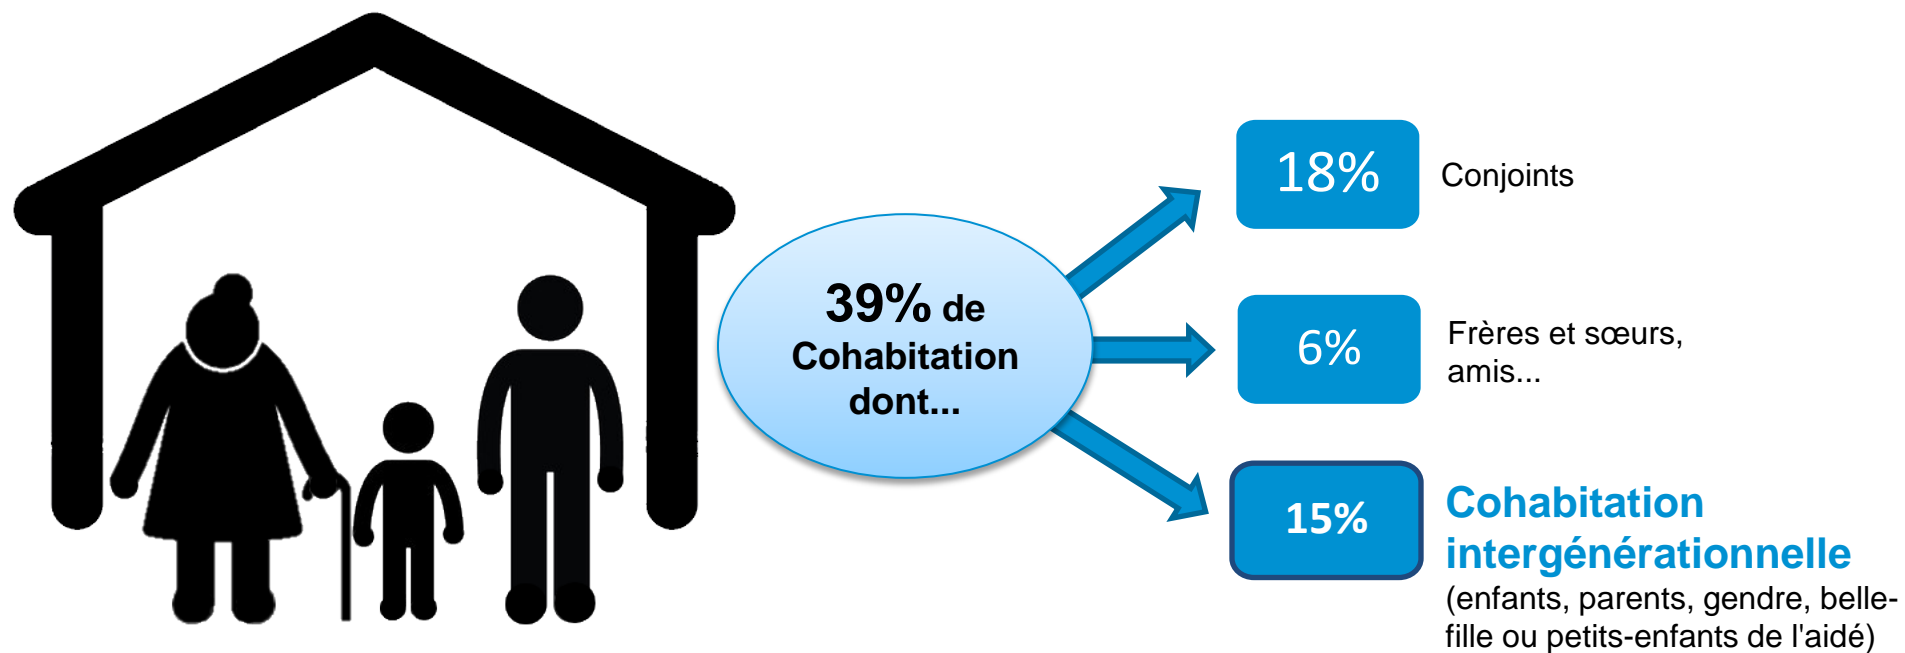 39% de
Cohabitation
dont...
18%
Conjoints
6%
Frères et sœurs,
amis...
15%
Cohabitation
intergénérationnelle
(enfants, parents, gendre, belle-
fille ou petits-enfants de l'aidé)